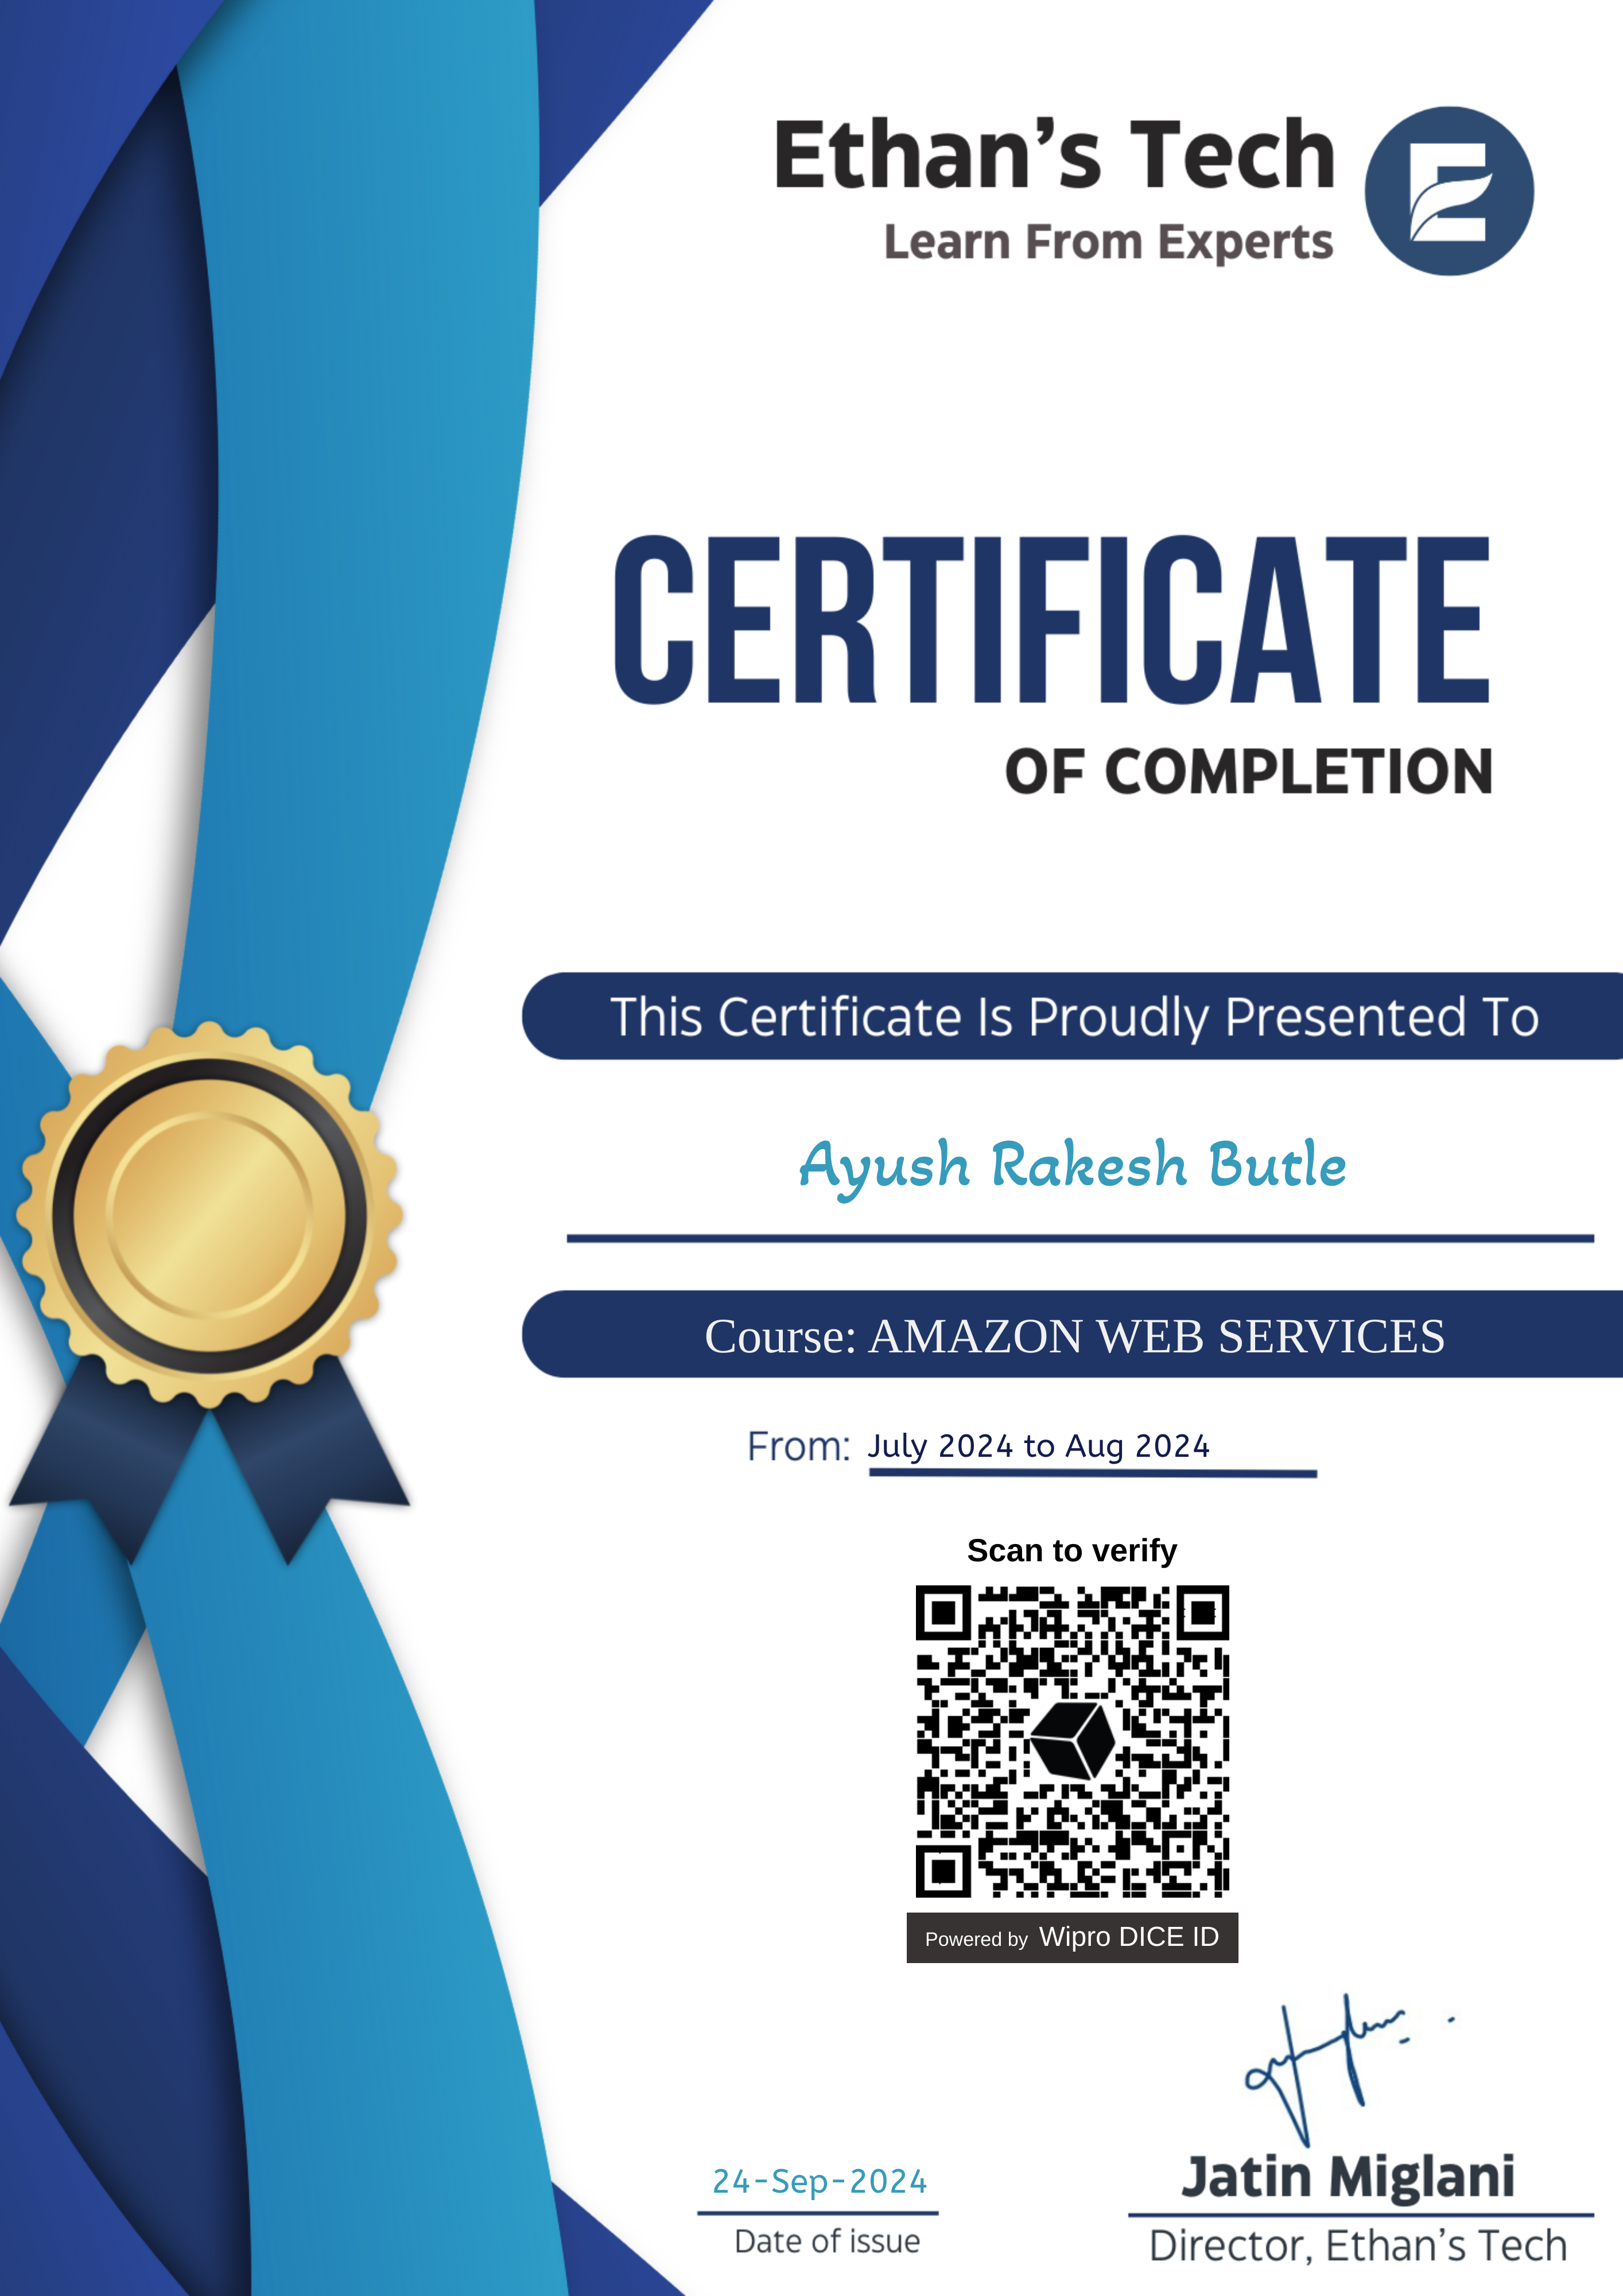 Ethan's Tech
Learn From Experts
CERTIFICATE
OF COMPLETION
This Certificate Is Proudly Presented To
Ayush Rakesh Butle
Course: AMAZON WEB SERVICES
From: July 2024 to Aug 2024
Scan to verify
Powered by Wipro DICE ID
24-Sep-2024
Date of issue
Jatin Miglani
Director, Ethan's Tech